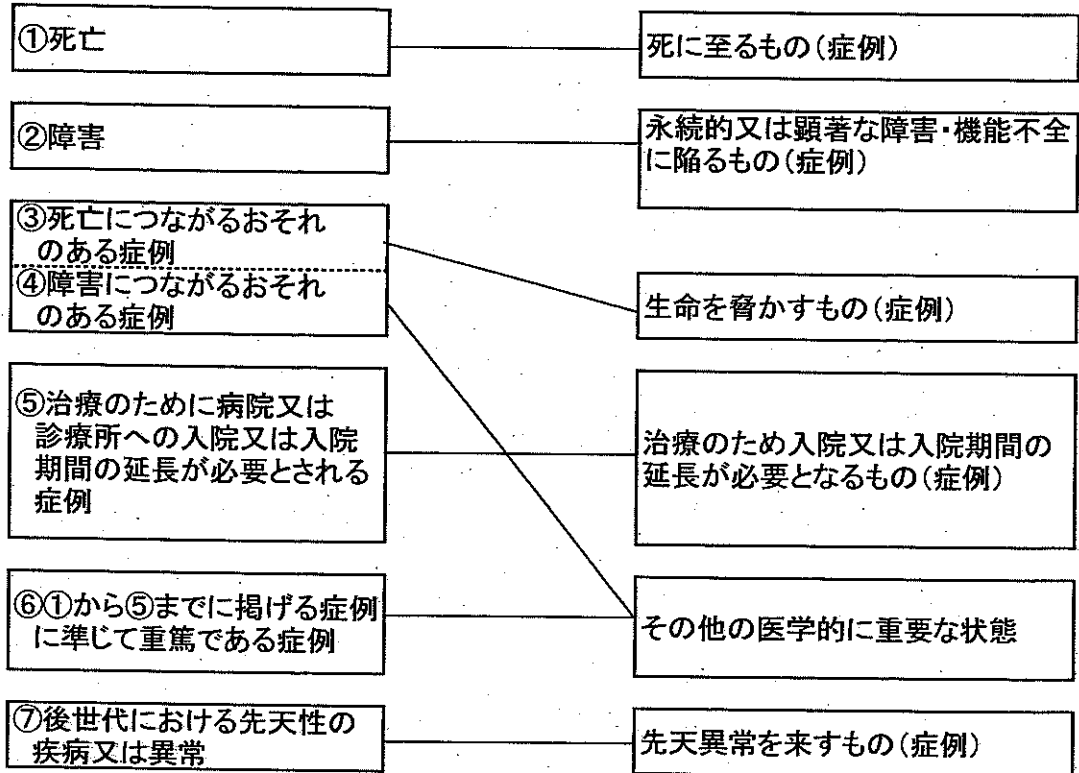 ①死亡
死に至るもの(症例)
②障害
永続的又は顕著な障害・機能不全
に陥るもの(症例)
③死亡につながるおそれ
のある症例
④障害につながるおそれ
のある症例
生命を脅かすもの(症例)
⑤治療のために病院又は
診療所への入院又は入院
期間の延長が必要とされる
症例
治療のため入院又は入院期間の
延長が必要となるもの(症例)
⑥①から⑤までに掲げる症例
に準じて重篤である症例
その他の医学的に重要な状態
⑦後世代における先天性の
疾病又は異常
先天異常を来すもの(症例)